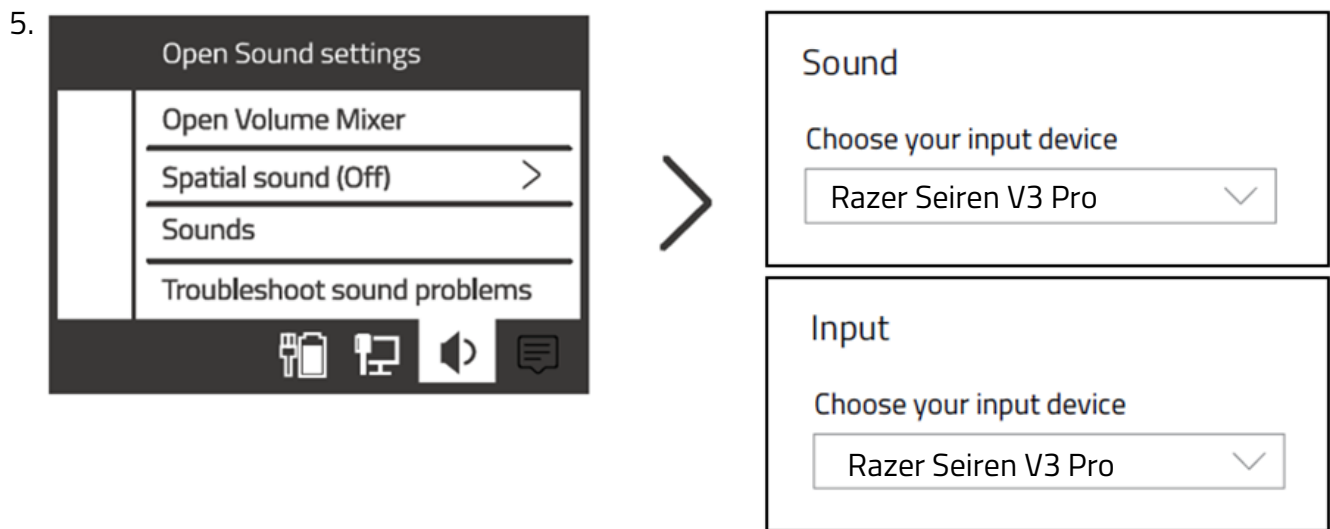 5.
Open Sound settings
Open Volume Mixer
Spatial sound (Off)
Sounds
Troubleshoot sound problems
Sound
Choose your input device
Razer Seiren V3 Pro
Input
Choose your input device
Razer Seiren V3 Pro